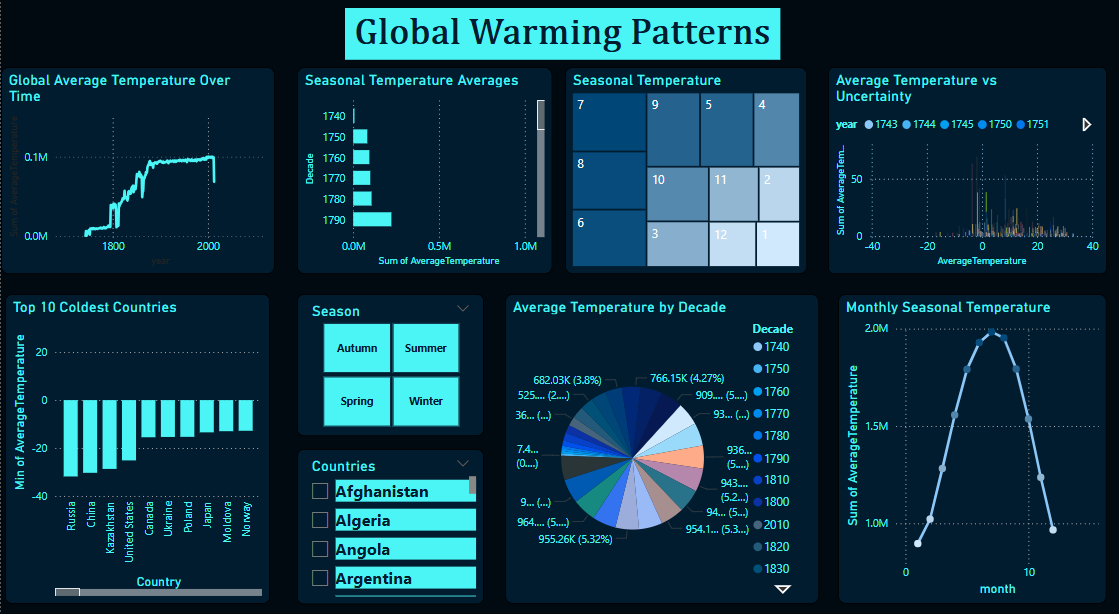 Global Warming Patterns
Global Average Temperature Over
Time
0.1M
0.0M
1800
2000
year
Seasonal Temperature Averages
Decade
1740
1750
1760
1770
1780
1790
0.0M
0.5M
1.0M
Sum of AverageTemperature
Seasonal Temperature
7
9
5
4
8
10
11
2
6
3
12
1
Average Temperature vs
Uncertainty
year 1743 1744 1745 1750 1751
Sum of AverageTem...
50
0
-40
-20
0
20
40
AverageTemperature
Top 10 Coldest Countries
Min of AverageTemperature
20
0
-20
-40
Russia
China
Kazakhstan
United States
Canada
Ukraine
Poland
Japan
Moldova
Norway
Country
Season
Autumn
Summer
Spring
Winter
Countries
Afghanistan
Algeria
Angola
Argentina
Average Temperature by Decade
682.03K (3.8%)
766.15K (4.27%)
525.... (2....)
909.... (5....)
36... (...)
93... (...)
7.4...
(0....)
936...
(5....)
943....
(5.2...)
9... (...)
94... (5...)
964.... (5....)
954.1... (5.3...)
955.26K (5.32%)
Decade
1740
1750
1760
1770
1780
1790
1810
1800
2010
1820
1830
Monthly Seasonal Temperature
Sum of AverageTemperature
2.0M
1.5M
1.0M
0
10
month